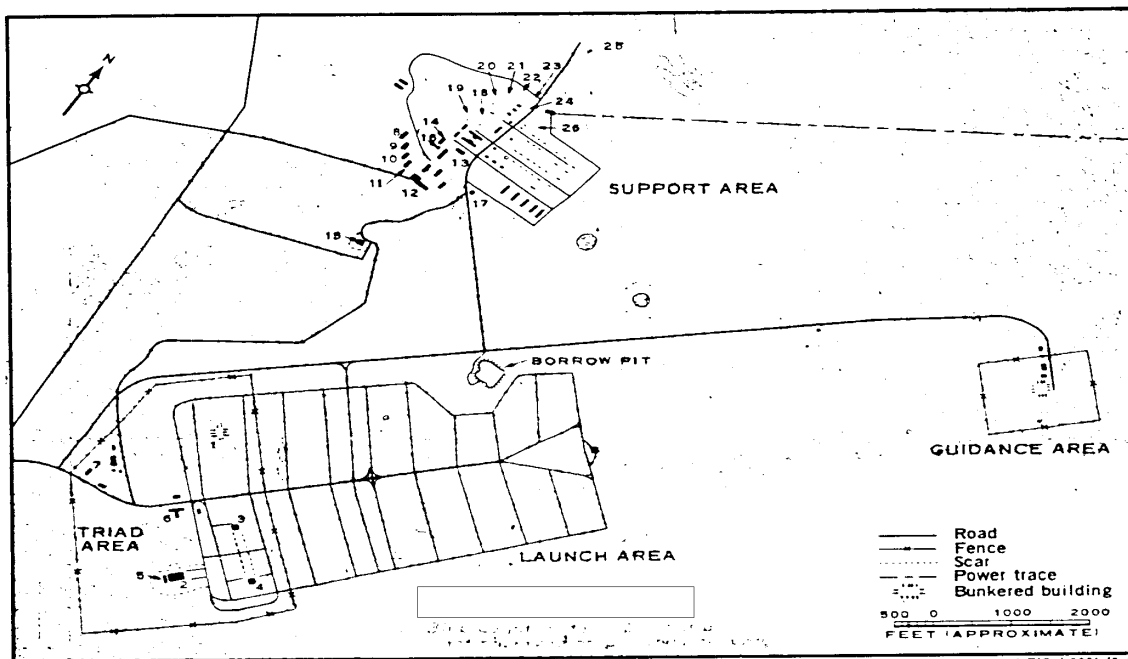 N
25
20 21 23
22
19 18
24
14
26
8
16
9
10
13
11
12
SUPPORT AREA
17
15
BORROW PIT
GUIDANCE AREA
1
7
6
3
TRIAD
AREA
LAUNCH AREA
5 2 4
Road
Fence
Scar
Power trace
Bunkered building
500 0 1000 2000
FEET (APPROXIMATE)